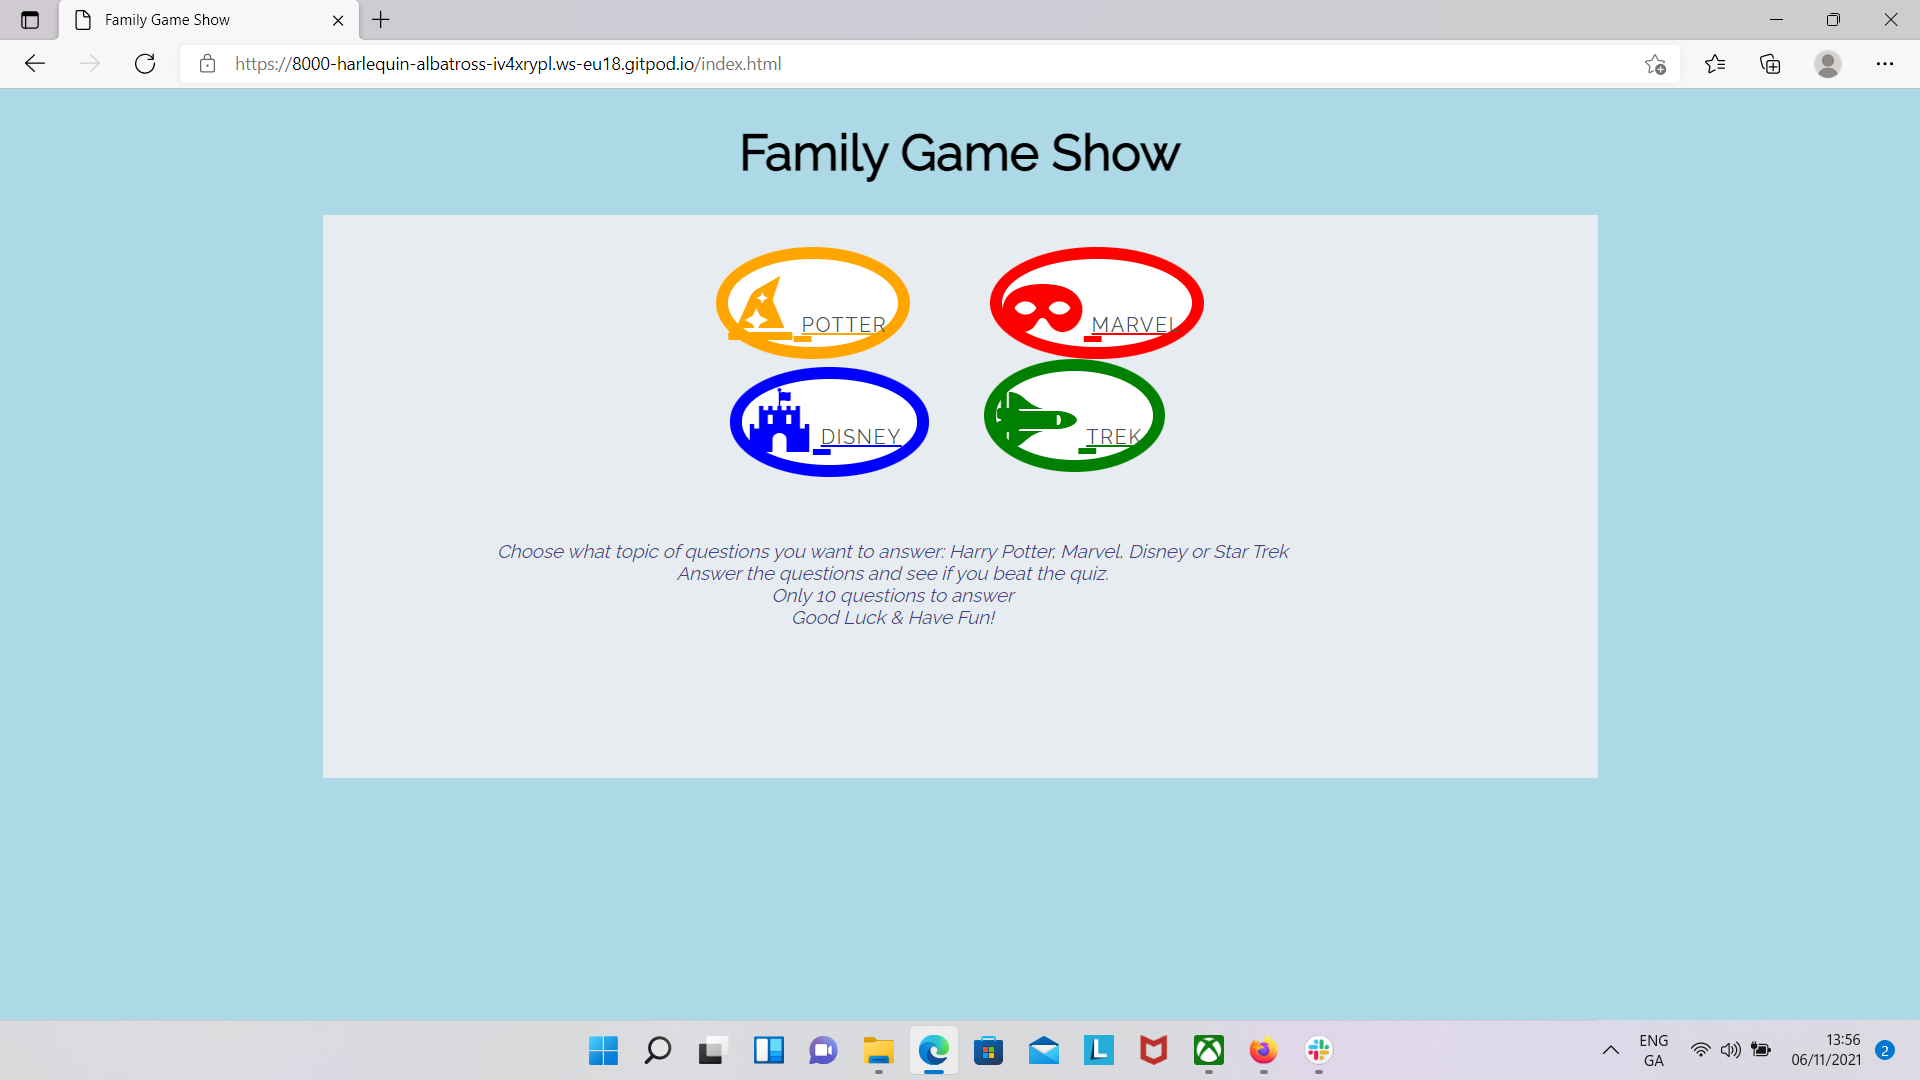 Family Game Show
https://8000-harlequin-albatross-iv4xrypl.ws-eu18.gitpod.io/index.html
Family Game Show
POTTER
MARVEL
DISNEY
TREK
Choose what topic of questions you want to answer: Harry Potter, Marvel, Disney or Star Trek
Answer the questions and see if you beat the quiz.
Only 10 questions to answer
Good Luck & Have Fun!
L
ENG
GA
13:56
06/11/2021
2